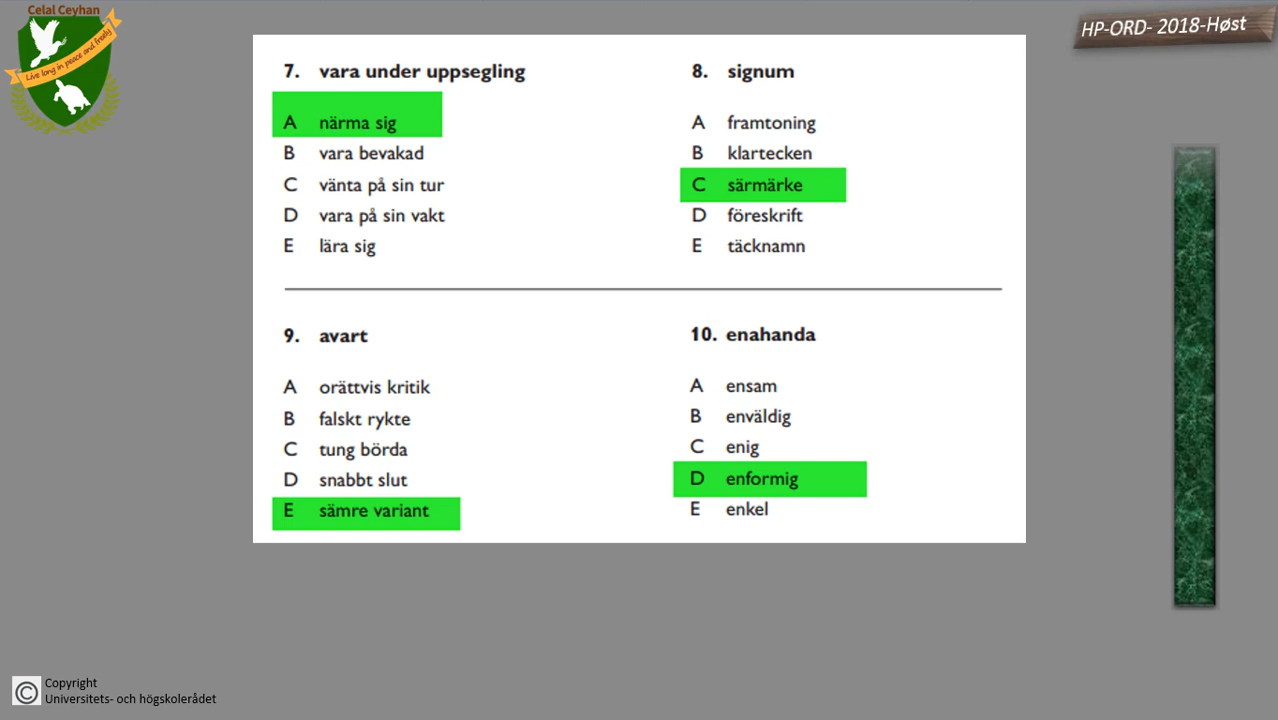 Celal Ceyhan
Live long in peace and freely
HP-ORD- 2018-Høst
7. vara under uppsegling
A närma sig
B vara bevakad
C vänta på sin tur
D vara på sin vakt
E lära sig
8. signum
A framtoning
B klartecken
C särmärke
D föreskrift
E täcknamn
9. avart
A orättvis kritik
B falskt rykte
C tung börda
D snabbt slut
E sämre variant
10. enahanda
A ensam
B enväldig
C enig
D enformig
E enkel
© Copyright
Universitets- och högskolerådet